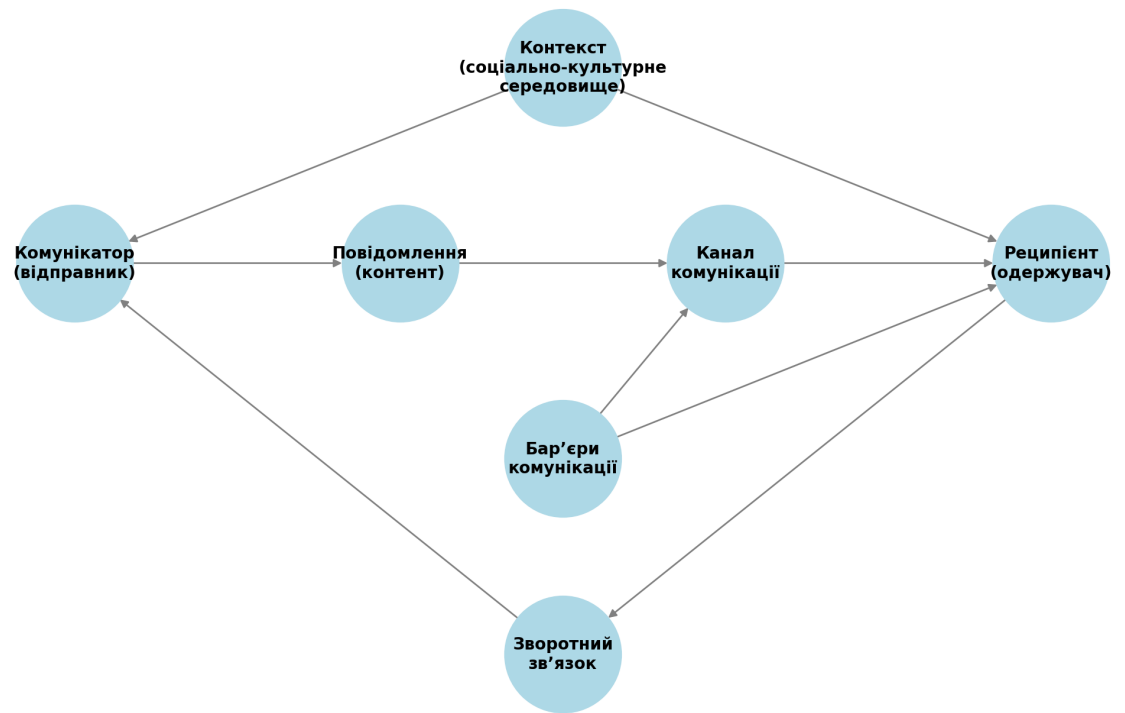 Контекст
(соціально-культурне
середовище)
Комунікатор
(відправник)
Повідомлення
(контент)
Канал
комунікації
Реципієнт
(одержувач)
Бар’єри
комунікації
Зворотний
зв’язок